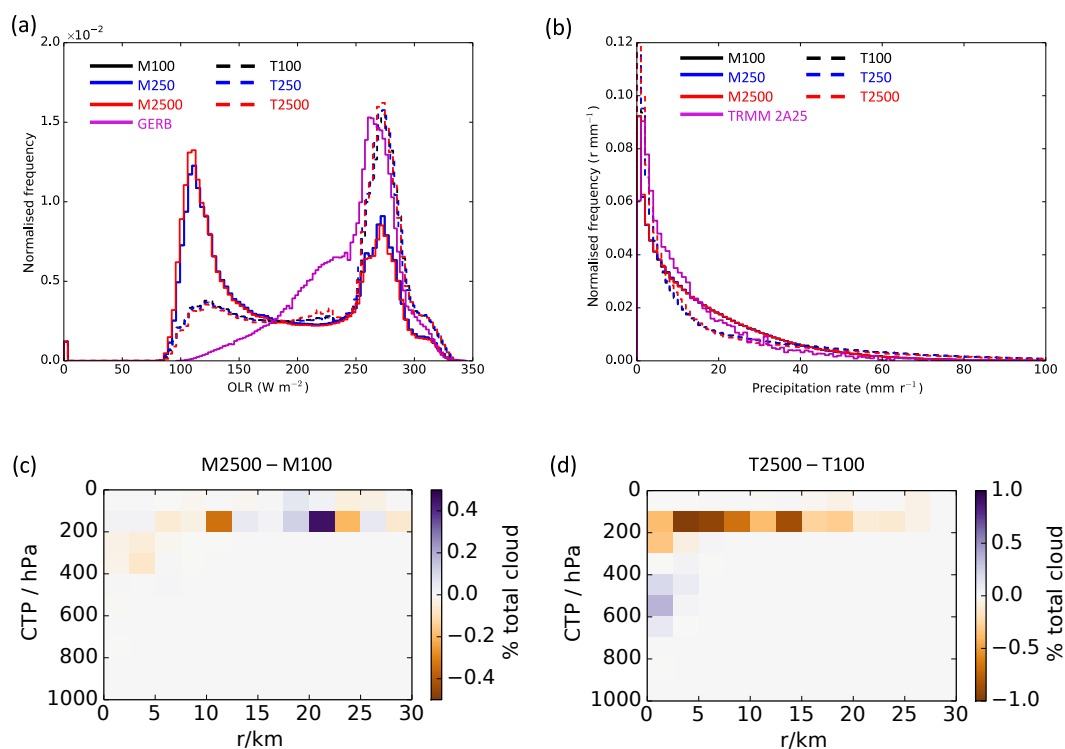 (a)
×10⁻²
2.0
1.5
1.0
0.5
0.0
Normalised frequency
M100
M250
M2500
GERB
T100
T250
T2500
0 50 100 150 200 250 300 350
OLR (W m⁻²)
(b)
0.12
0.10
0.08
0.06
0.04
0.02
0.00
Normalised frequency (r mm⁻¹)
M100
M250
M2500
TRMM 2A25
T100
T250
T2500
0 20 40 60 80 100
Precipitation rate (mm r⁻¹)
(c)
M2500 – M100
0
200
400
600
800
1000
CTP / hPa
0 5 10 15 20 25 30
r/km
0.4
0.2
0.0
−0.2
−0.4
% total cloud
(d)
T2500 – T100
0
200
400
600
800
1000
CTP / hPa
0 5 10 15 20 25 30
r/km
1.0
0.5
0.0
−0.5
−1.0
% total cloud